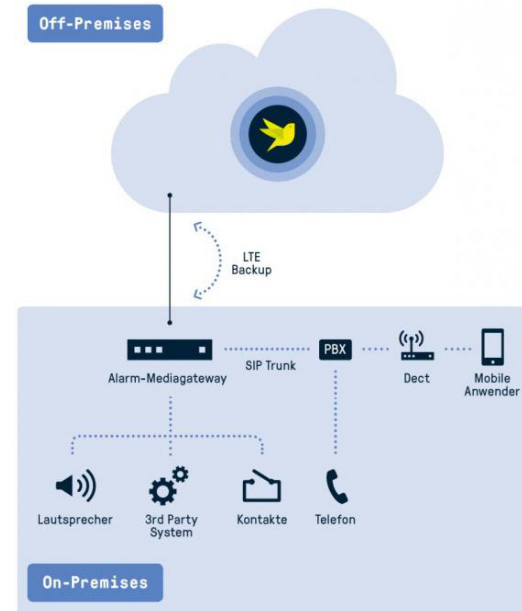 Off-Premises
LTE
Backup
PBX
SIP Trunk
Alarm-Mediagateway
Dect
Mobile
Anwender
Lautsprecher
3rd Party
System
Kontakte
Telefon
On-Premises